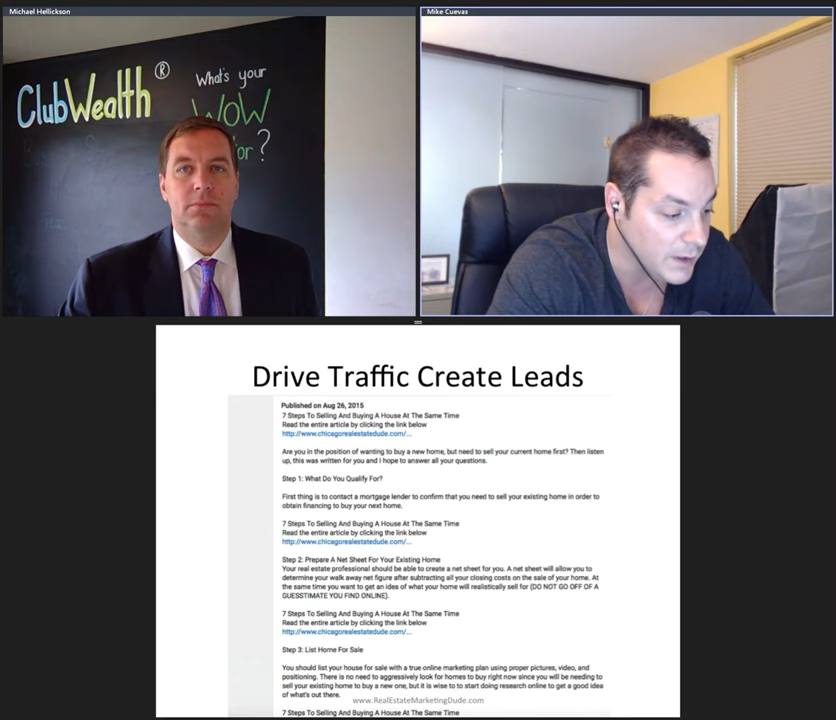 Michael Hellickson
Mike Cuevas
ClubWealth®
What's your
WOW
or?
Drive Traffic Create Leads
Published on Aug 26, 2015
7 Steps To Selling And Buying A House At The Same Time
Read the entire article by clicking the link below
http://www.chicagorealestatedude.com/...
Are you in the position of wanting to buy a new home, but need to sell your current home first? Then listen
up, this was written for you and I hope to answer all your questions.
Step 1: What Do You Qualify For?
First thing is to contact a mortgage lender to confirm that you need to sell your existing home in order to
obtain financing to buy your next home.
7 Steps To Selling And Buying A House At The Same Time
Read the entire article by clicking the link below
http://www.chicagorealestatedude.com/...
Step 2: Prepare A Net Sheet For Your Existing Home
Your real estate professional should be able to create a net sheet for you. A net sheet will allow you to
determine your walk away net figure after subtracting all your closing costs on the sale of your home. At
the same time you want to get an idea of what your home will realistically sell for (DO NOT GO OFF OF A
GUESSTIMATE YOU FIND ONLINE).
7 Steps To Selling And Buying A House At The Same Time
Read the entire article by clicking the link below
http://www.chicagorealestatedude.com/...
Step 3: List Home For Sale
You should list your house for sale with a true online marketing plan using proper pictures, video, and
positioning. There is no need to aggressively look for homes to buy right now since you will be needing to
sell your existing home to buy a new one, but it is wise to to start doing research online to get a good idea
of what's out there.
www.RealEstateMarketingDude.com
7 Steps To Selling And Buying A House At The Same Time